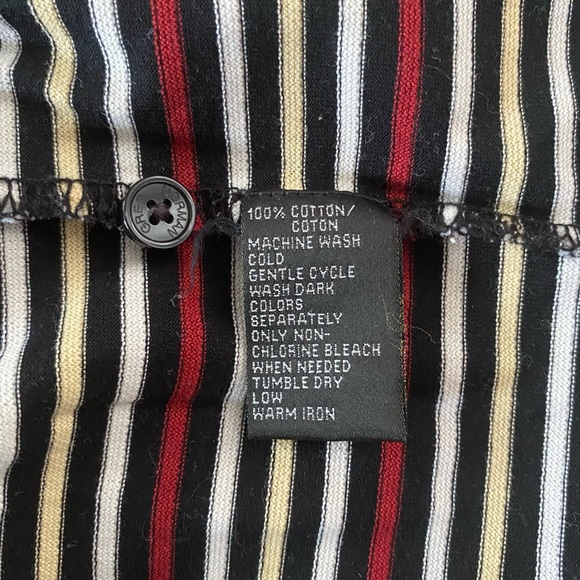 100% COTTON/
COTON
MACHINE WASH
COLD
GENTLE CYCLE
WASH DARK
COLORS
SEPARATELY
ONLY NON-
CHLORINE BLEACH
WHEN NEEDED
TUMBLE DRY
LOW
WARM IRON